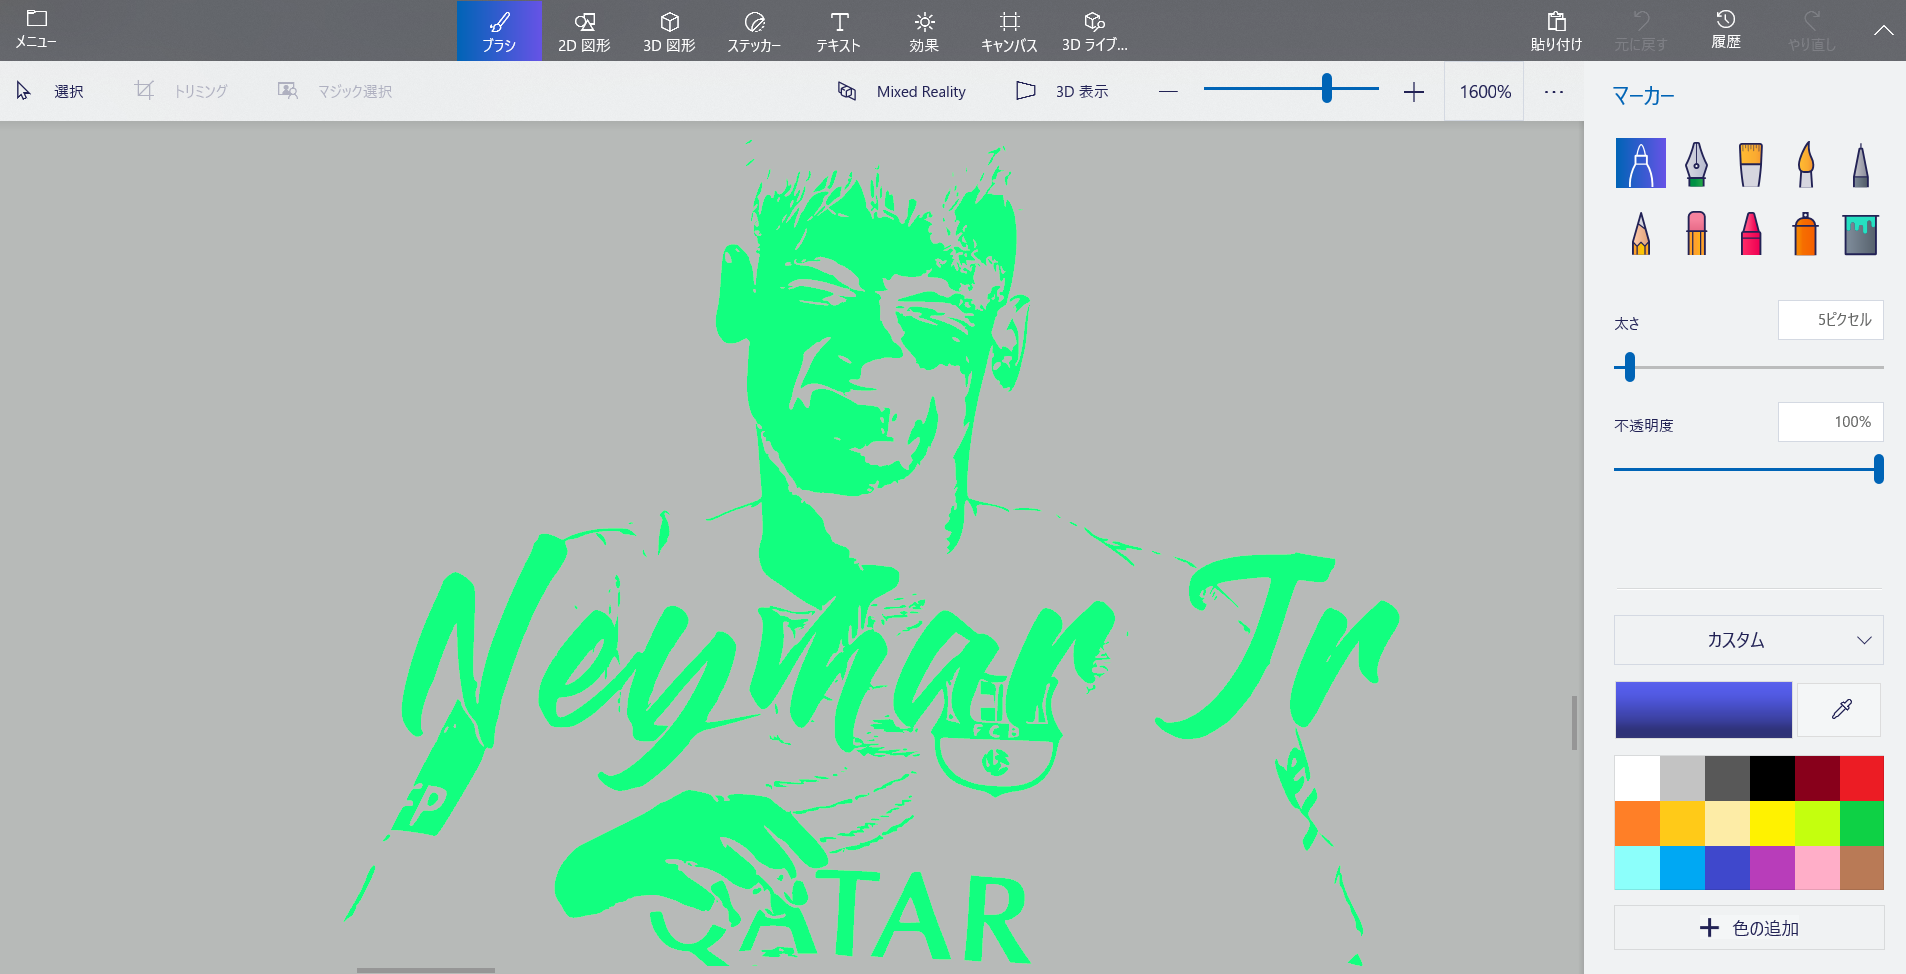 メニュー
ブラシ
2D 図形
3D 図形
ステッカー
テキスト
効果
キャンバス
3D ライブ...
貼り付け
元に戻す
履歴
やり直し
選択
トリミング
マジック選択
Mixed Reality
3D 表示
1600%
マーカー
太さ
5ピクセル
不透明度
100%
カスタム
色の追加
Neymar Jr
FCB
QATAR